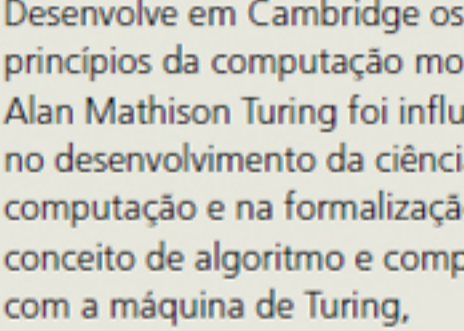 Desenvolve em Cambridge os
princípios da computação mo
Alan Mathison Turing foi influ
no desenvolvimento da ciênci
computação e na formalizaçã
conceito de algoritmo e comp
com a máquina de Turing,